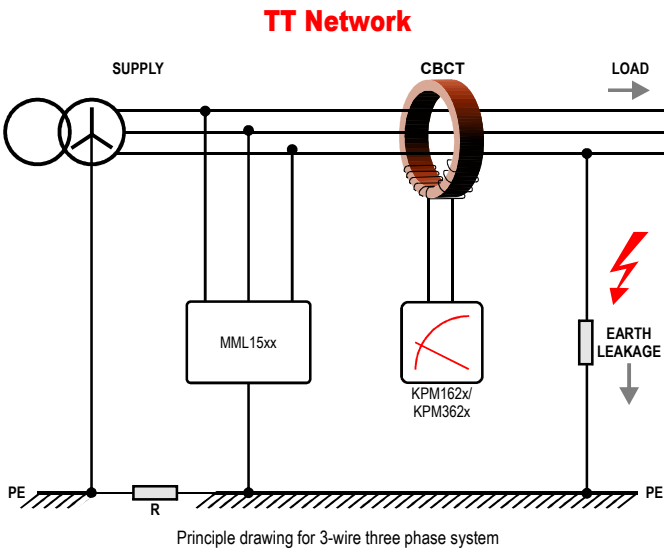 TT Network
SUPPLY
CBCT
LOAD
MML15xx
KPM162x/
KPM362x
EARTH
LEAKAGE
PE
R
PE
Principle drawing for 3-wire three phase system